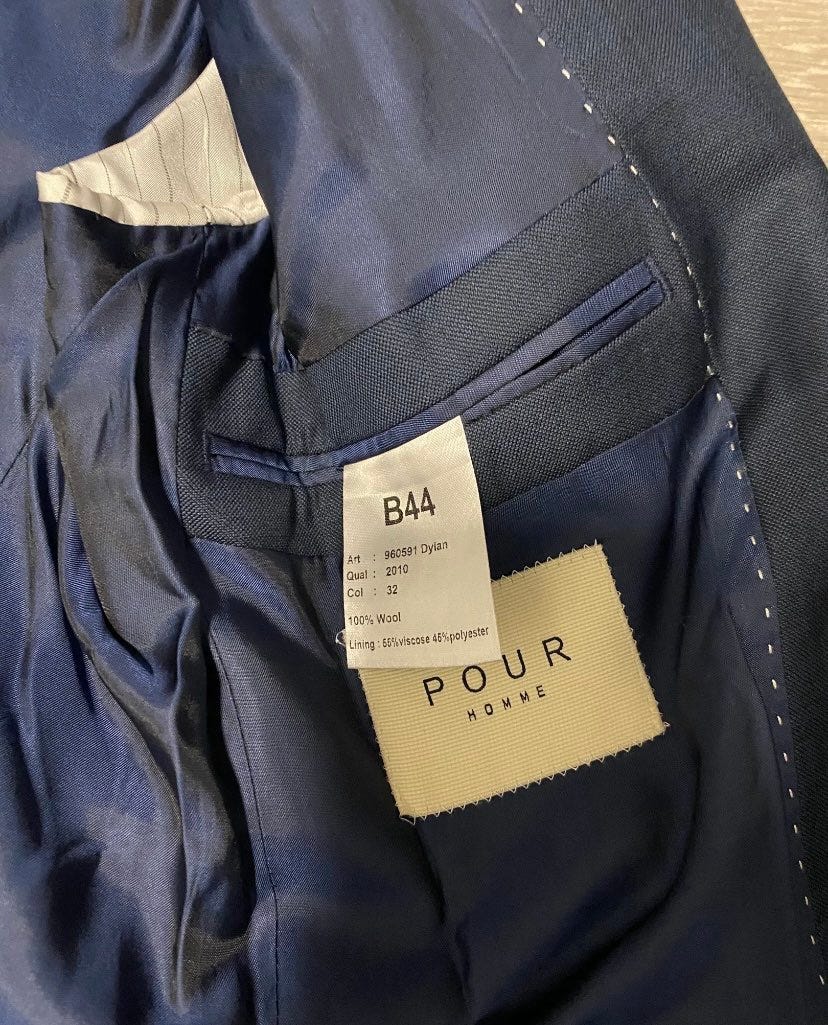 B44
Art : 960591 Dylan
Qual : 2010
Col : 32
100% Wool
Lining : 55%viscose 45%polyester
POUR
HOMME